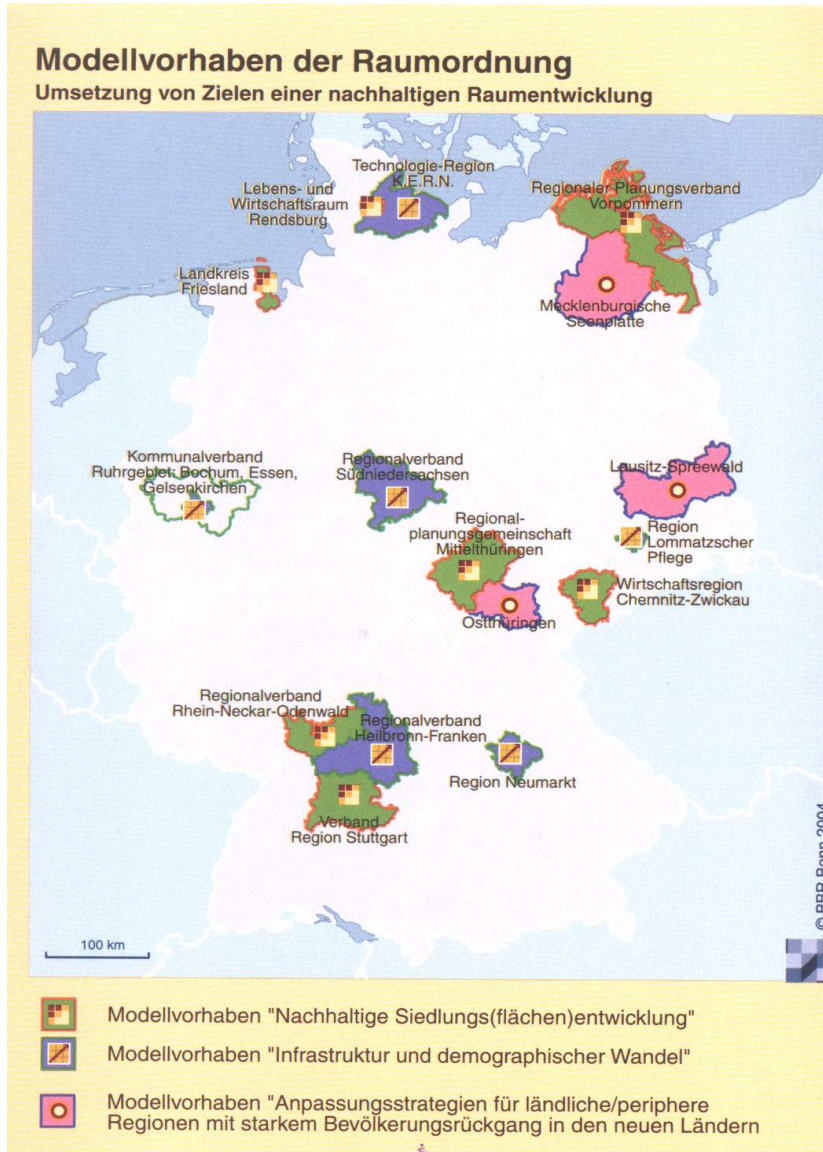 Modellvorhaben der Raumordnung
Umsetzung von Zielen einer nachhaltigen Raumentwicklung
Technologie-Region
K.E.R.N.
Lebens- und
Wirtschaftsraum
Rendsburg
Regionaler Planungsverband
Vorpommern
Landkreis
Friesland
Mecklenburgische
Seenplatte
Kommunalverband
Ruhrgebiet: Bochum, Essen,
Gelsenkirchen
Regionalverband
Südniedersachsen
Lausitz-Spreewald
Regional-
planungsgemeinschaft
Mittelthüringen
Region
Lommatzscher
Pflege
Wirtschaftsregion
Chemnitz-Zwickau
Ostthüringen
Regionalverband
Rhein-Neckar-Odenwald
Regionalverband
Heilbronn-Franken
Region Neumarkt
Verband
Region Stuttgart
100 km
© BBR Bonn 2004
Modellvorhaben "Nachhaltige Siedlungs(flächen)entwicklung"
Modellvorhaben "Infrastruktur und demographischer Wandel"
Modellvorhaben "Anpassungsstrategien für ländliche/periphere
Regionen mit starkem Bevölkerungsrückgang in den neuen Ländern